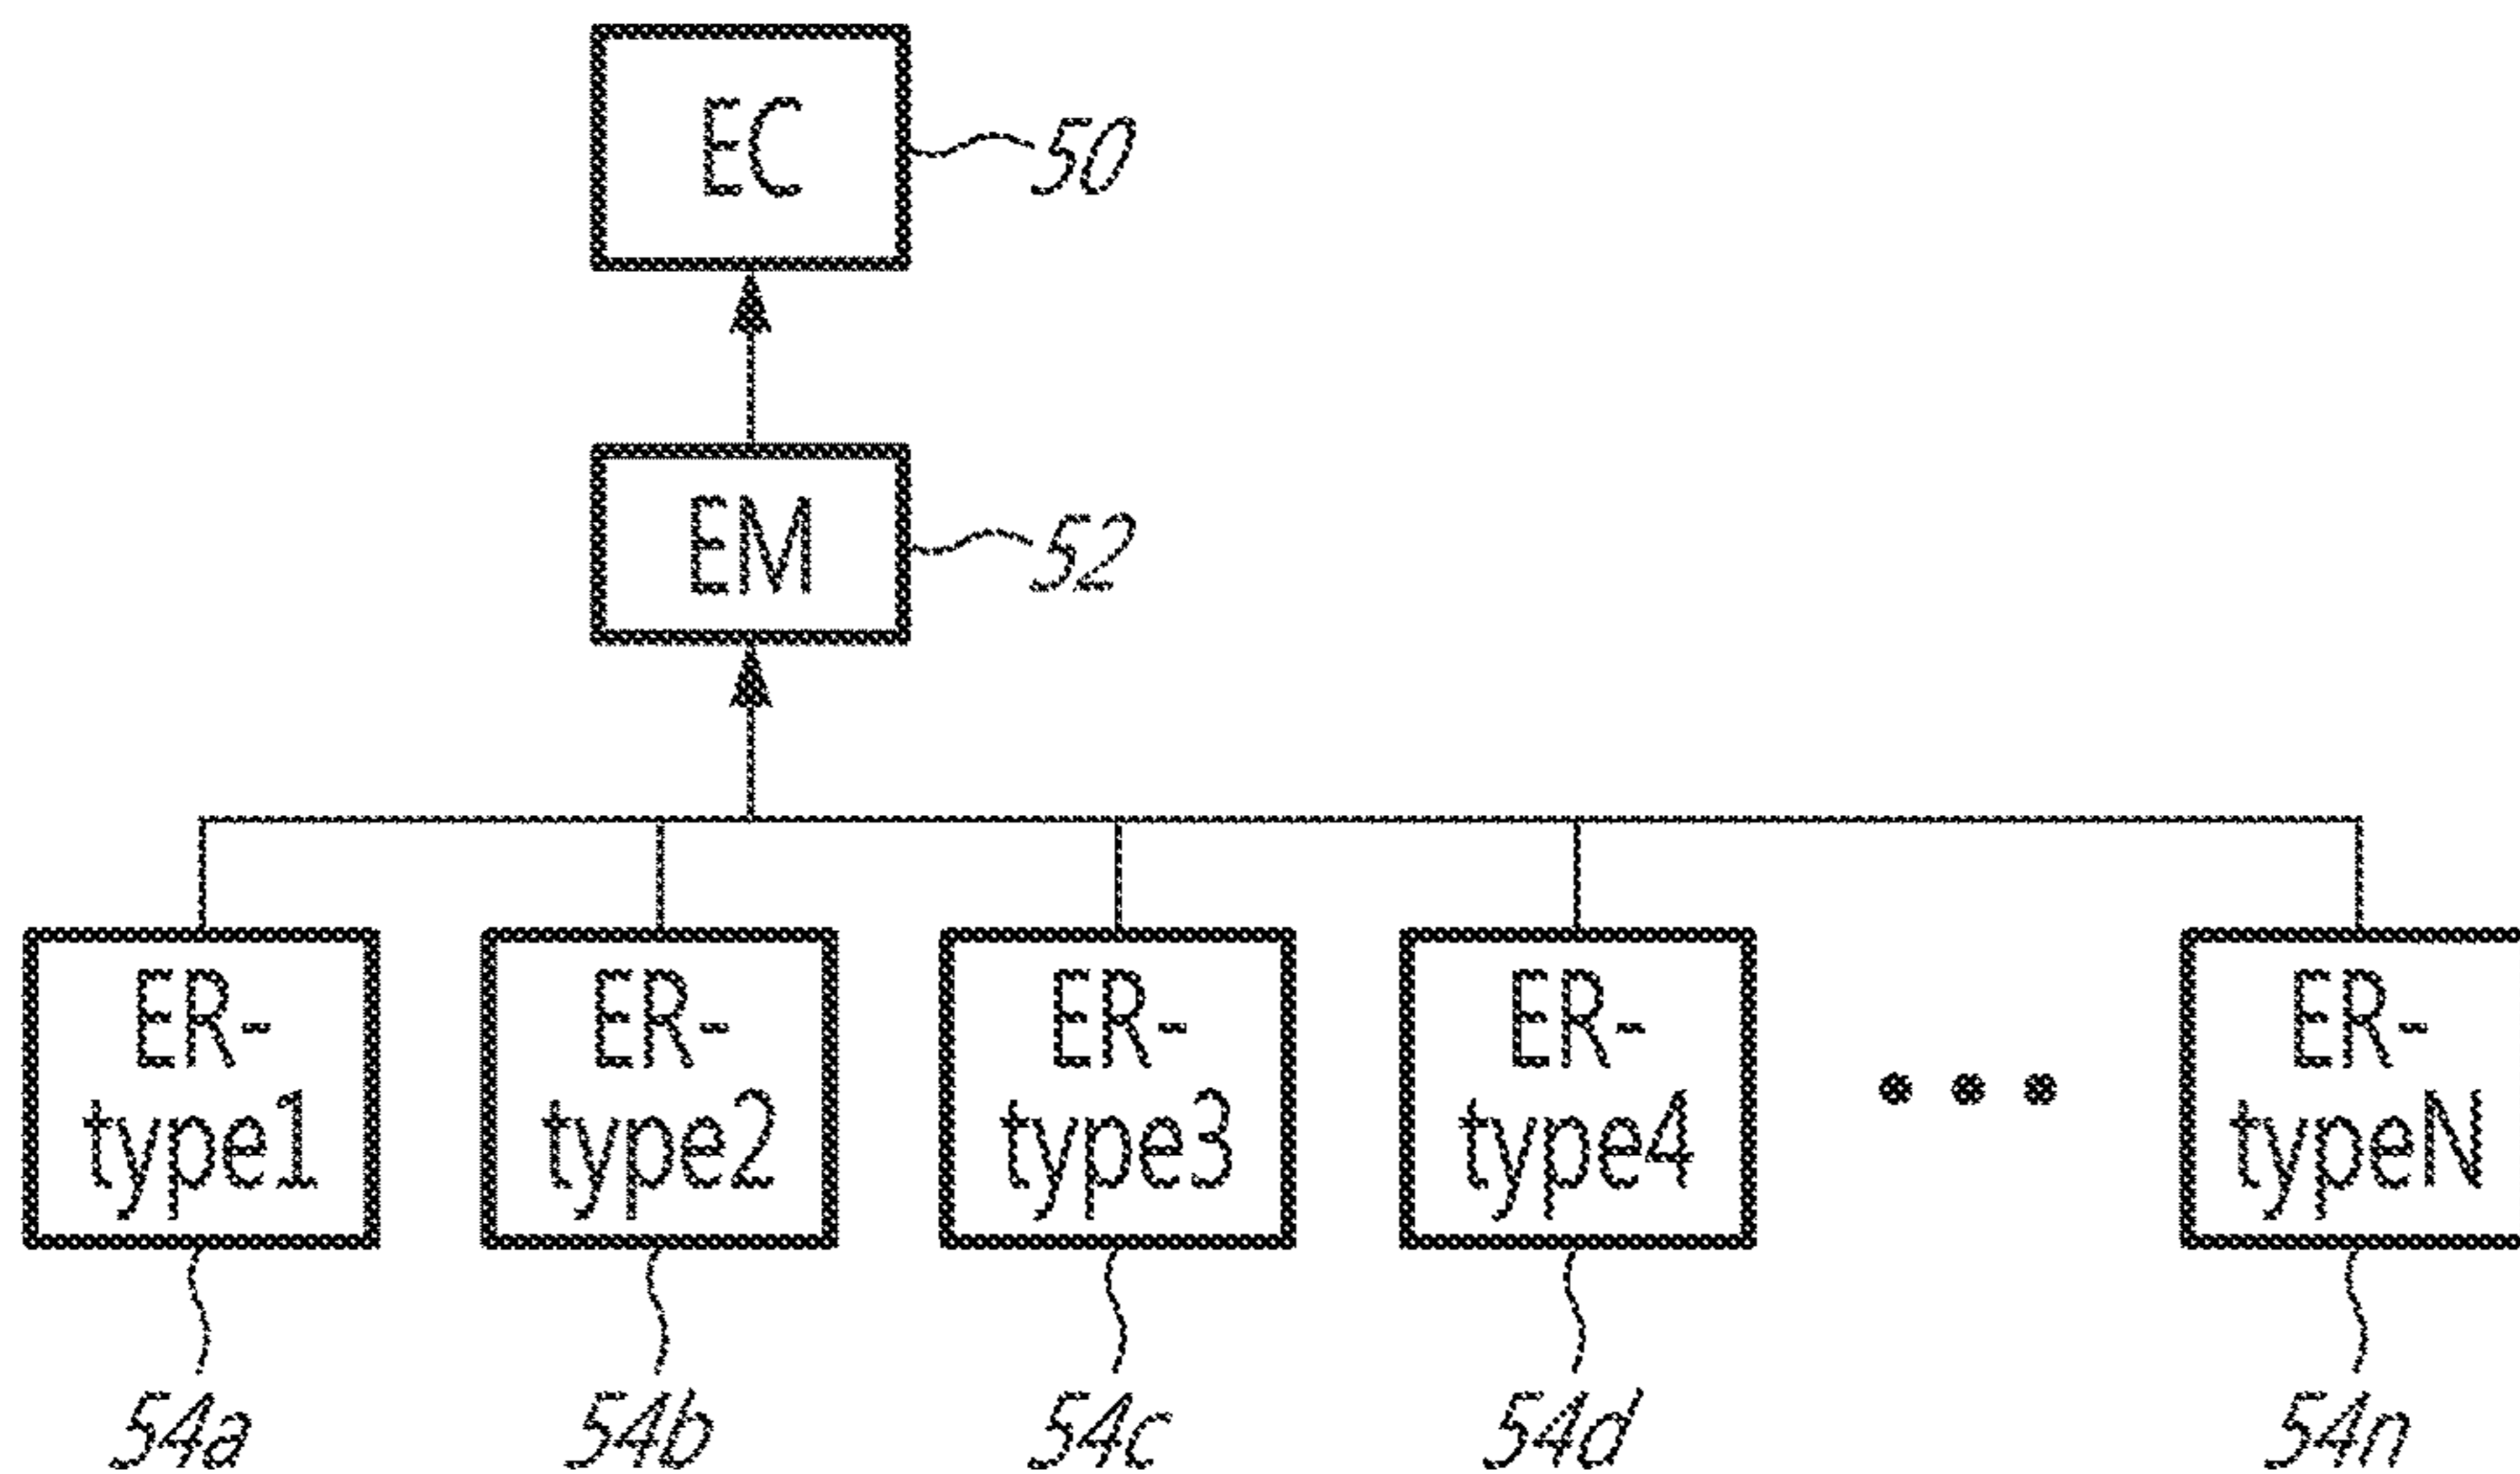 EC
50
EM
52
ER- ER- ER- ER- ER-
type1 type2 type3 type4 typeN
54a 54b 54c 54d 54n